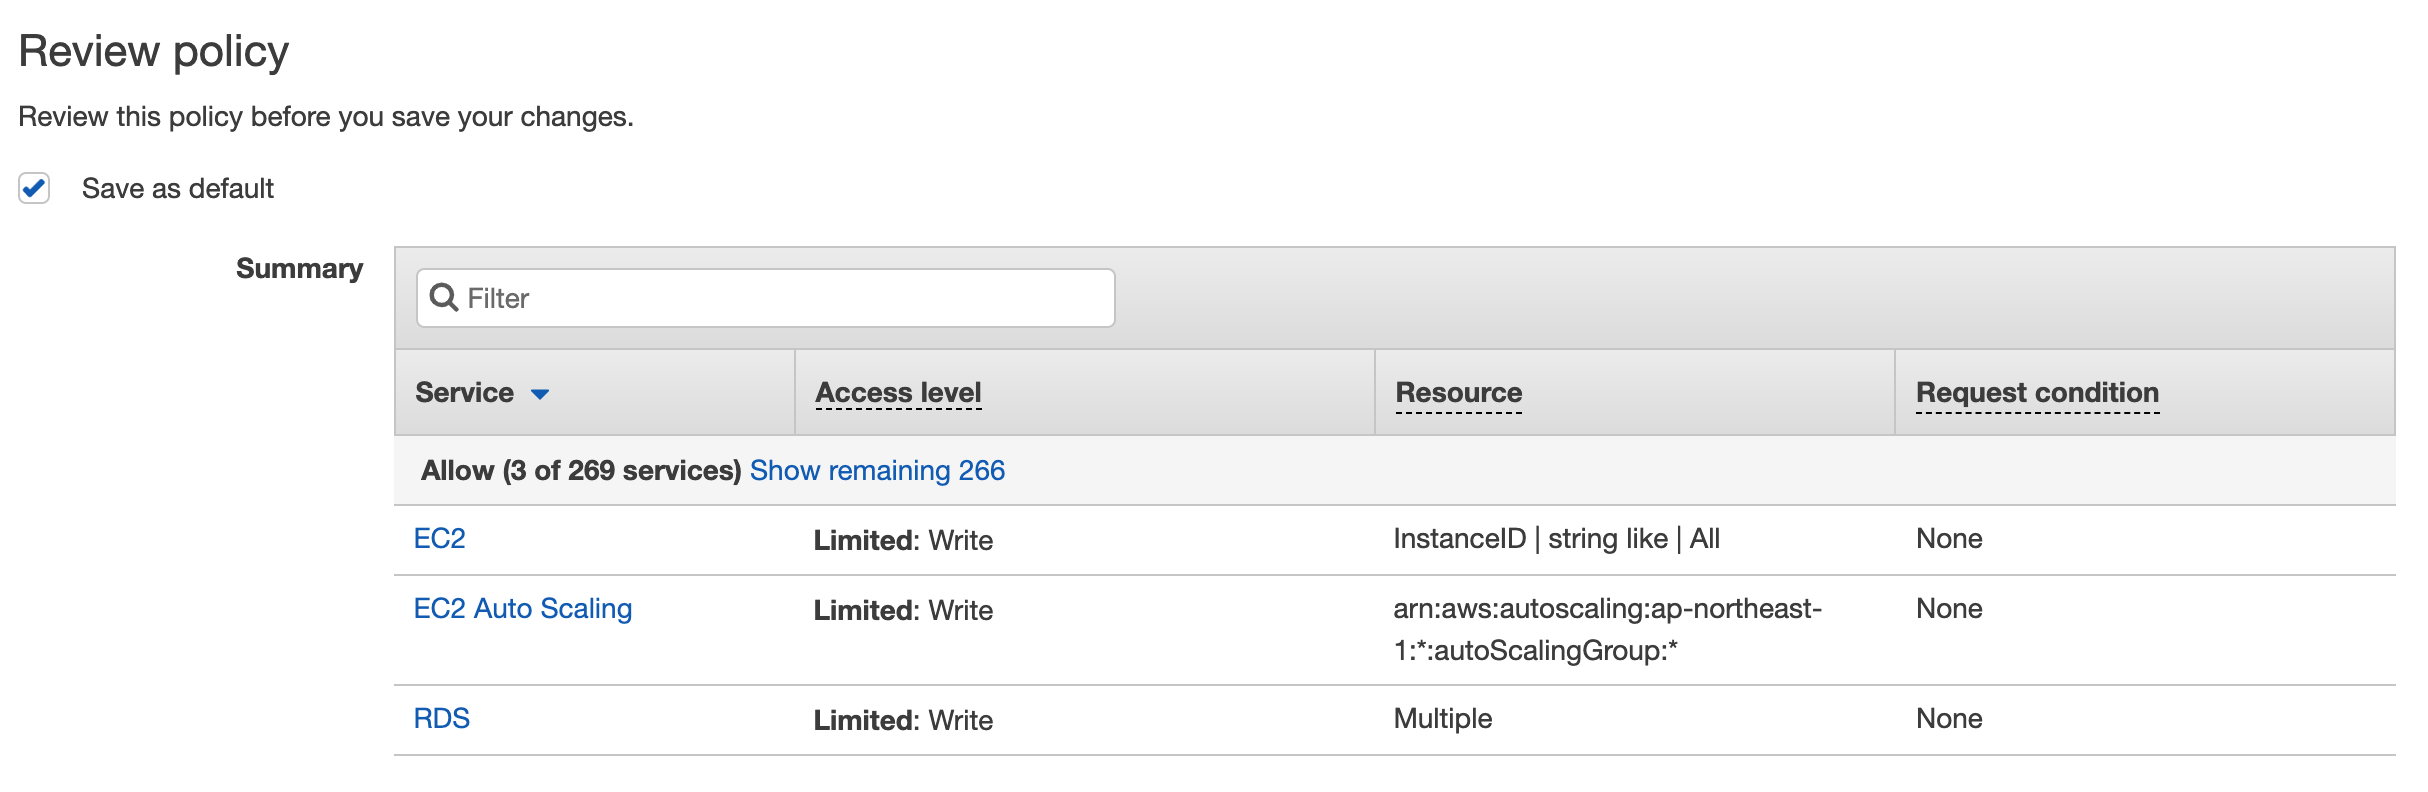 Review policy
Review this policy before you save your changes.
Save as default
Summary
Filter
Service Access level Resource Request condition
Allow (3 of 269 services) Show remaining 266
EC2 Limited: Write InstanceID | string like | All None
EC2 Auto Scaling Limited: Write arn:aws:autoscaling:ap-northeast- None
1:*:autoScalingGroup:*
RDS Limited: Write Multiple None